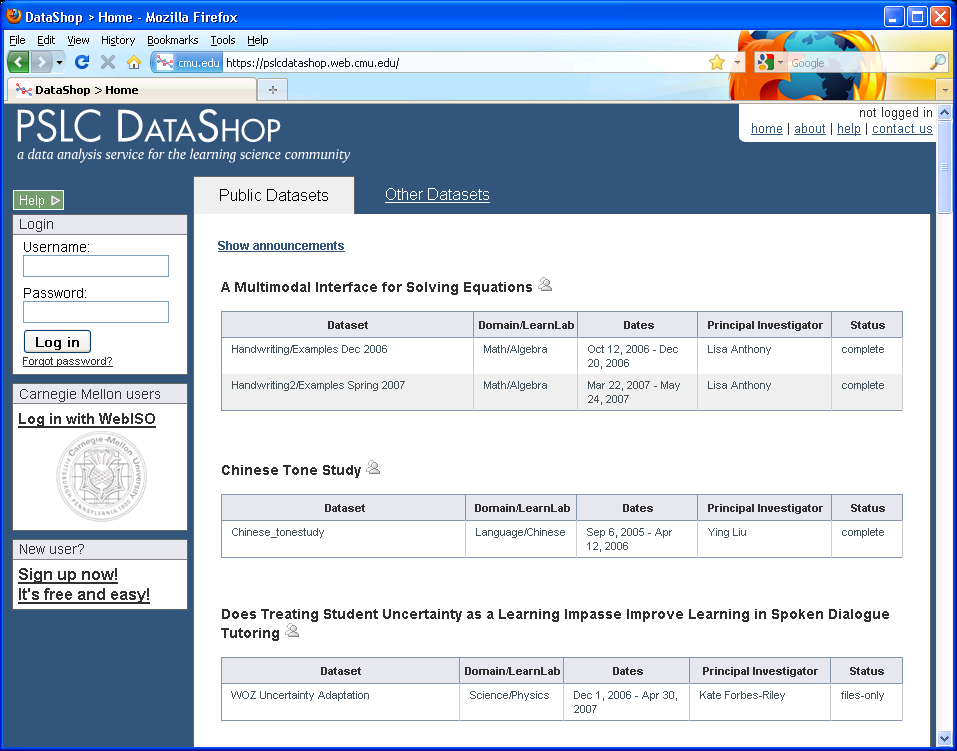 DataShop > Home - Mozilla Firefox
File Edit View History Bookmarks Tools Help
cmu.edu https://pslcdatashop.web.cmu.edu/ Google
DataShop > Home
PSLC DATASHOP
a data analysis service for the learning science community
not logged in
home | about | help | contact us
Help
Login
Username:
Password:
Log in
Forgot password?
Carnegie Mellon users
Log in with WebISO
Carnegie-Mellon University
PITTSBURGH PENNSYLVANIA 1900
New user?
Sign up now!
It's free and easy!
Public Datasets Other Datasets
Show announcements
A Multimodal Interface for Solving Equations
Dataset Domain/LearnLab Dates Principal Investigator Status
Handwriting/Examples Dec 2006 Math/Algebra Oct 12, 2006 - Dec Lisa Anthony complete
20, 2006
Handwriting2/Examples Spring 2007 Math/Algebra Mar 22, 2007 - May Lisa Anthony complete
24, 2007
Chinese Tone Study
Dataset Domain/LearnLab Dates Principal Investigator Status
Chinese_tonestudy Language/Chinese Sep 6, 2005 - Apr Ying Liu complete
12, 2006
Does Treating Student Uncertainty as a Learning Impasse Improve Learning in Spoken Dialogue
Tutoring
Dataset Domain/LearnLab Dates Principal Investigator Status
WOZ Uncertainty Adaptation Science/Physics Dec 1, 2006 - Apr 30, Kate Forbes-Riley files-only
2007